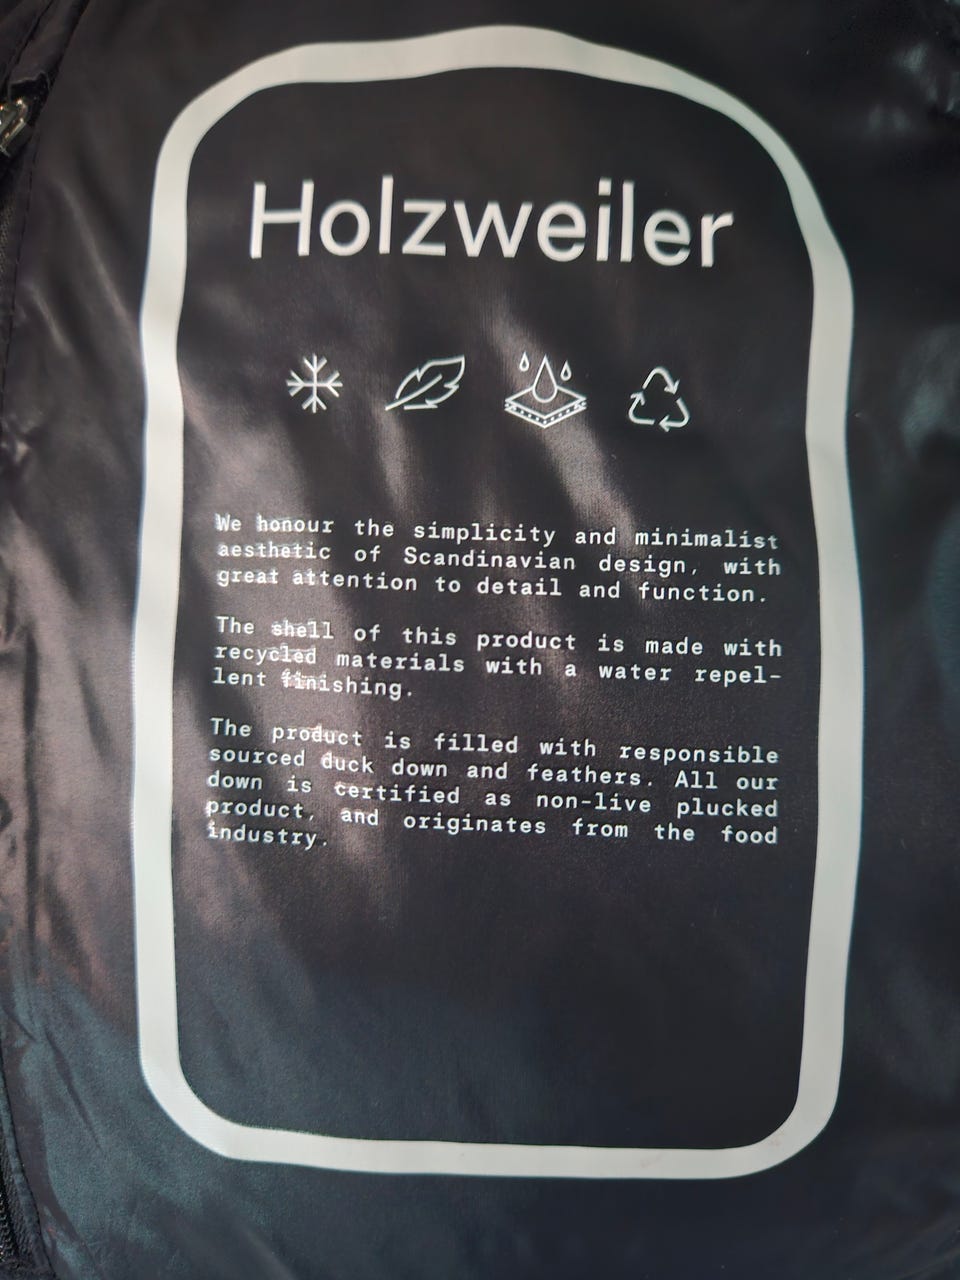 Holzweiler
We honour the simplicity and minimalist
aesthetic of Scandinavian design, with
great attention to detail and function.
The shell of this product is made with
recycled materials with a water repel-
lent finishing.
The product is filled with responsible
sourced duck down and feathers. All our
down is certified as non-live plucked
product, and originates from the food
industry.